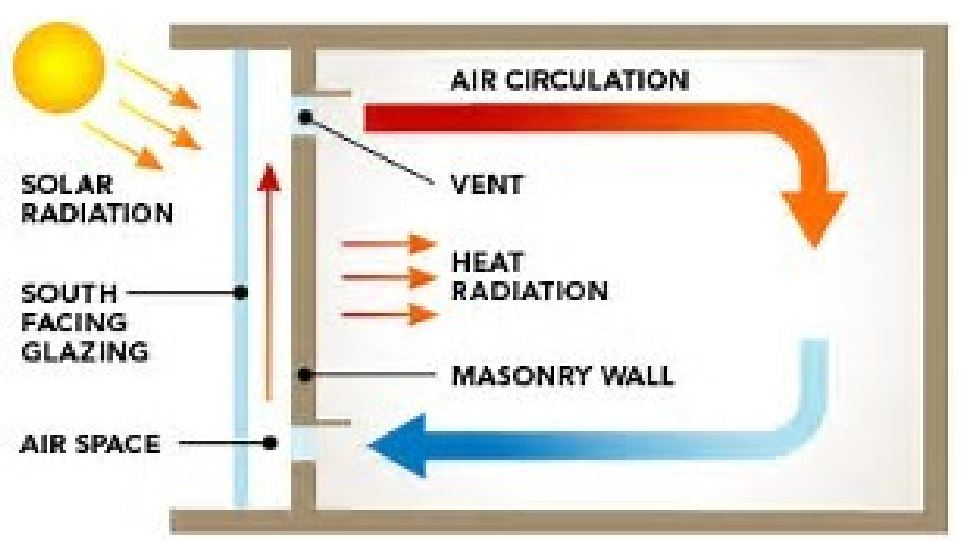 AIR CIRCULATION
SOLAR
RADIATION
VENT
HEAT
RADIATION
SOUTH
FACING
GLAZING
MASONRY WALL
AIR SPACE